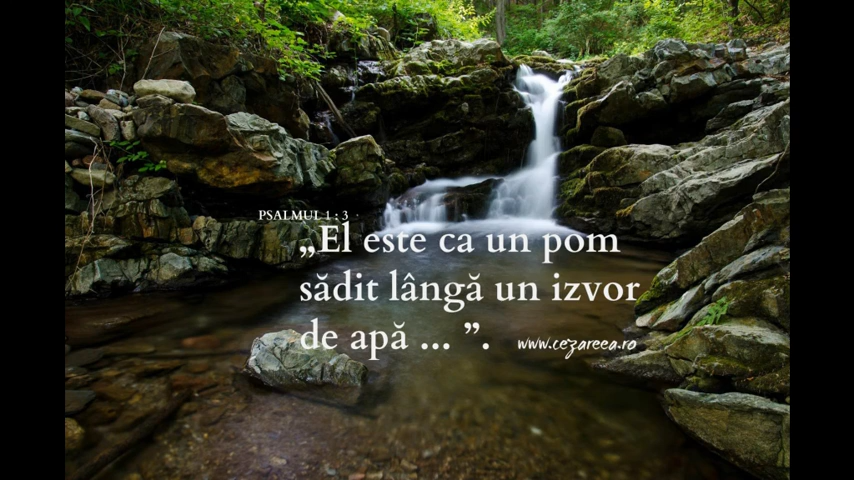 PSALMUL 1 : 3
„El este ca un pom
sădit lângă un izvor
de apă ... ”.
www.cezareea.ro